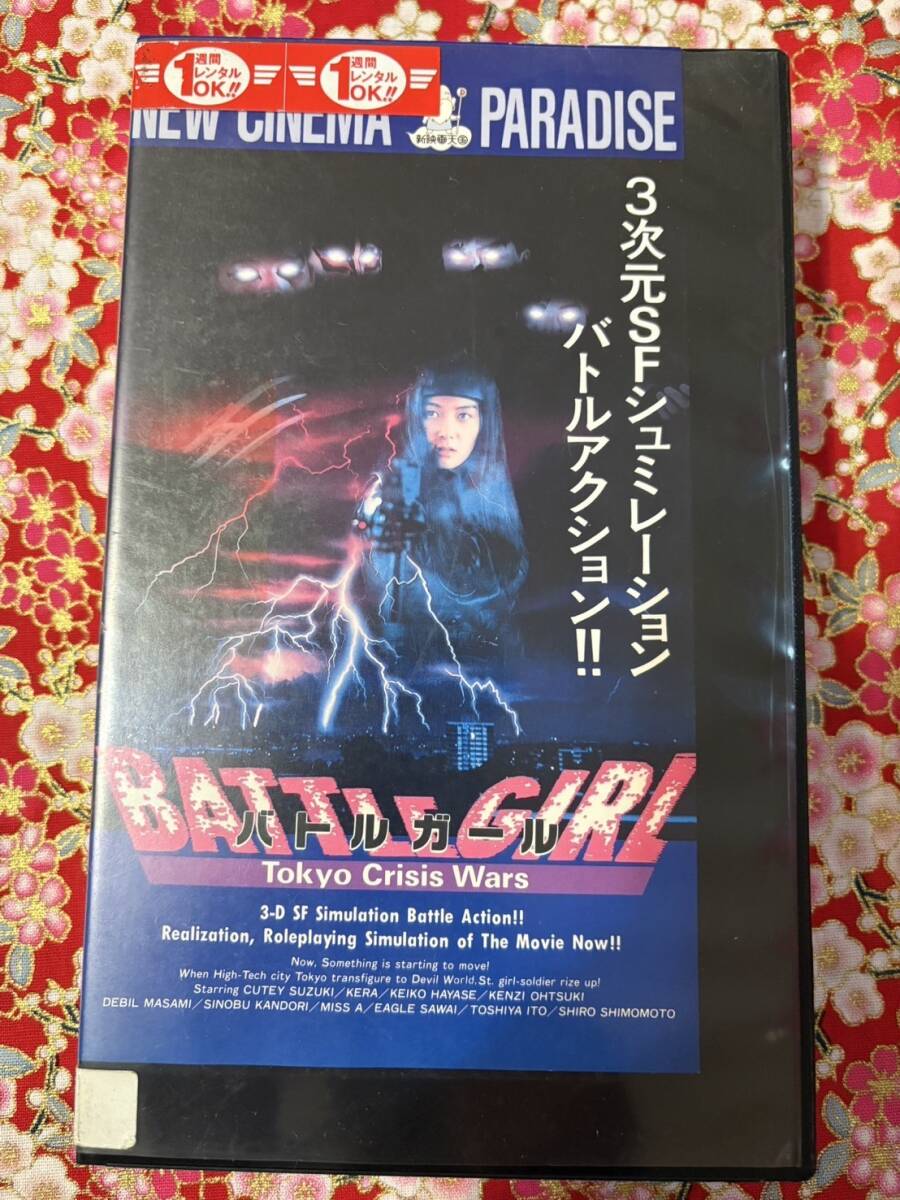 1週間
レンタル
OK!!
1週間
レンタル
OK!!
NEW CINEMA PARADISE
新映画天国
3次元SFシュミレーション
バトルアクション!!
BATTLE GIRL
バトルガール
Tokyo Crisis Wars
3-D SF Simulation Battle Action!!
Realization, Roleplaying Simulation of The Movie Now!!
Now, Something is starting to move!
When High-Tech city Tokyo transfigure to Devil World, St. girl-soldier rize up!
Starring CUTEY SUZUKI/KERA/KEIKO HAYASE/KENZI OHTSUKI
DEBIL MASAMI/SINOBU KANDORI/MISS A/EAGLE SAWAI/TOSHIYA ITO/SHIRO SHIMOMOTO